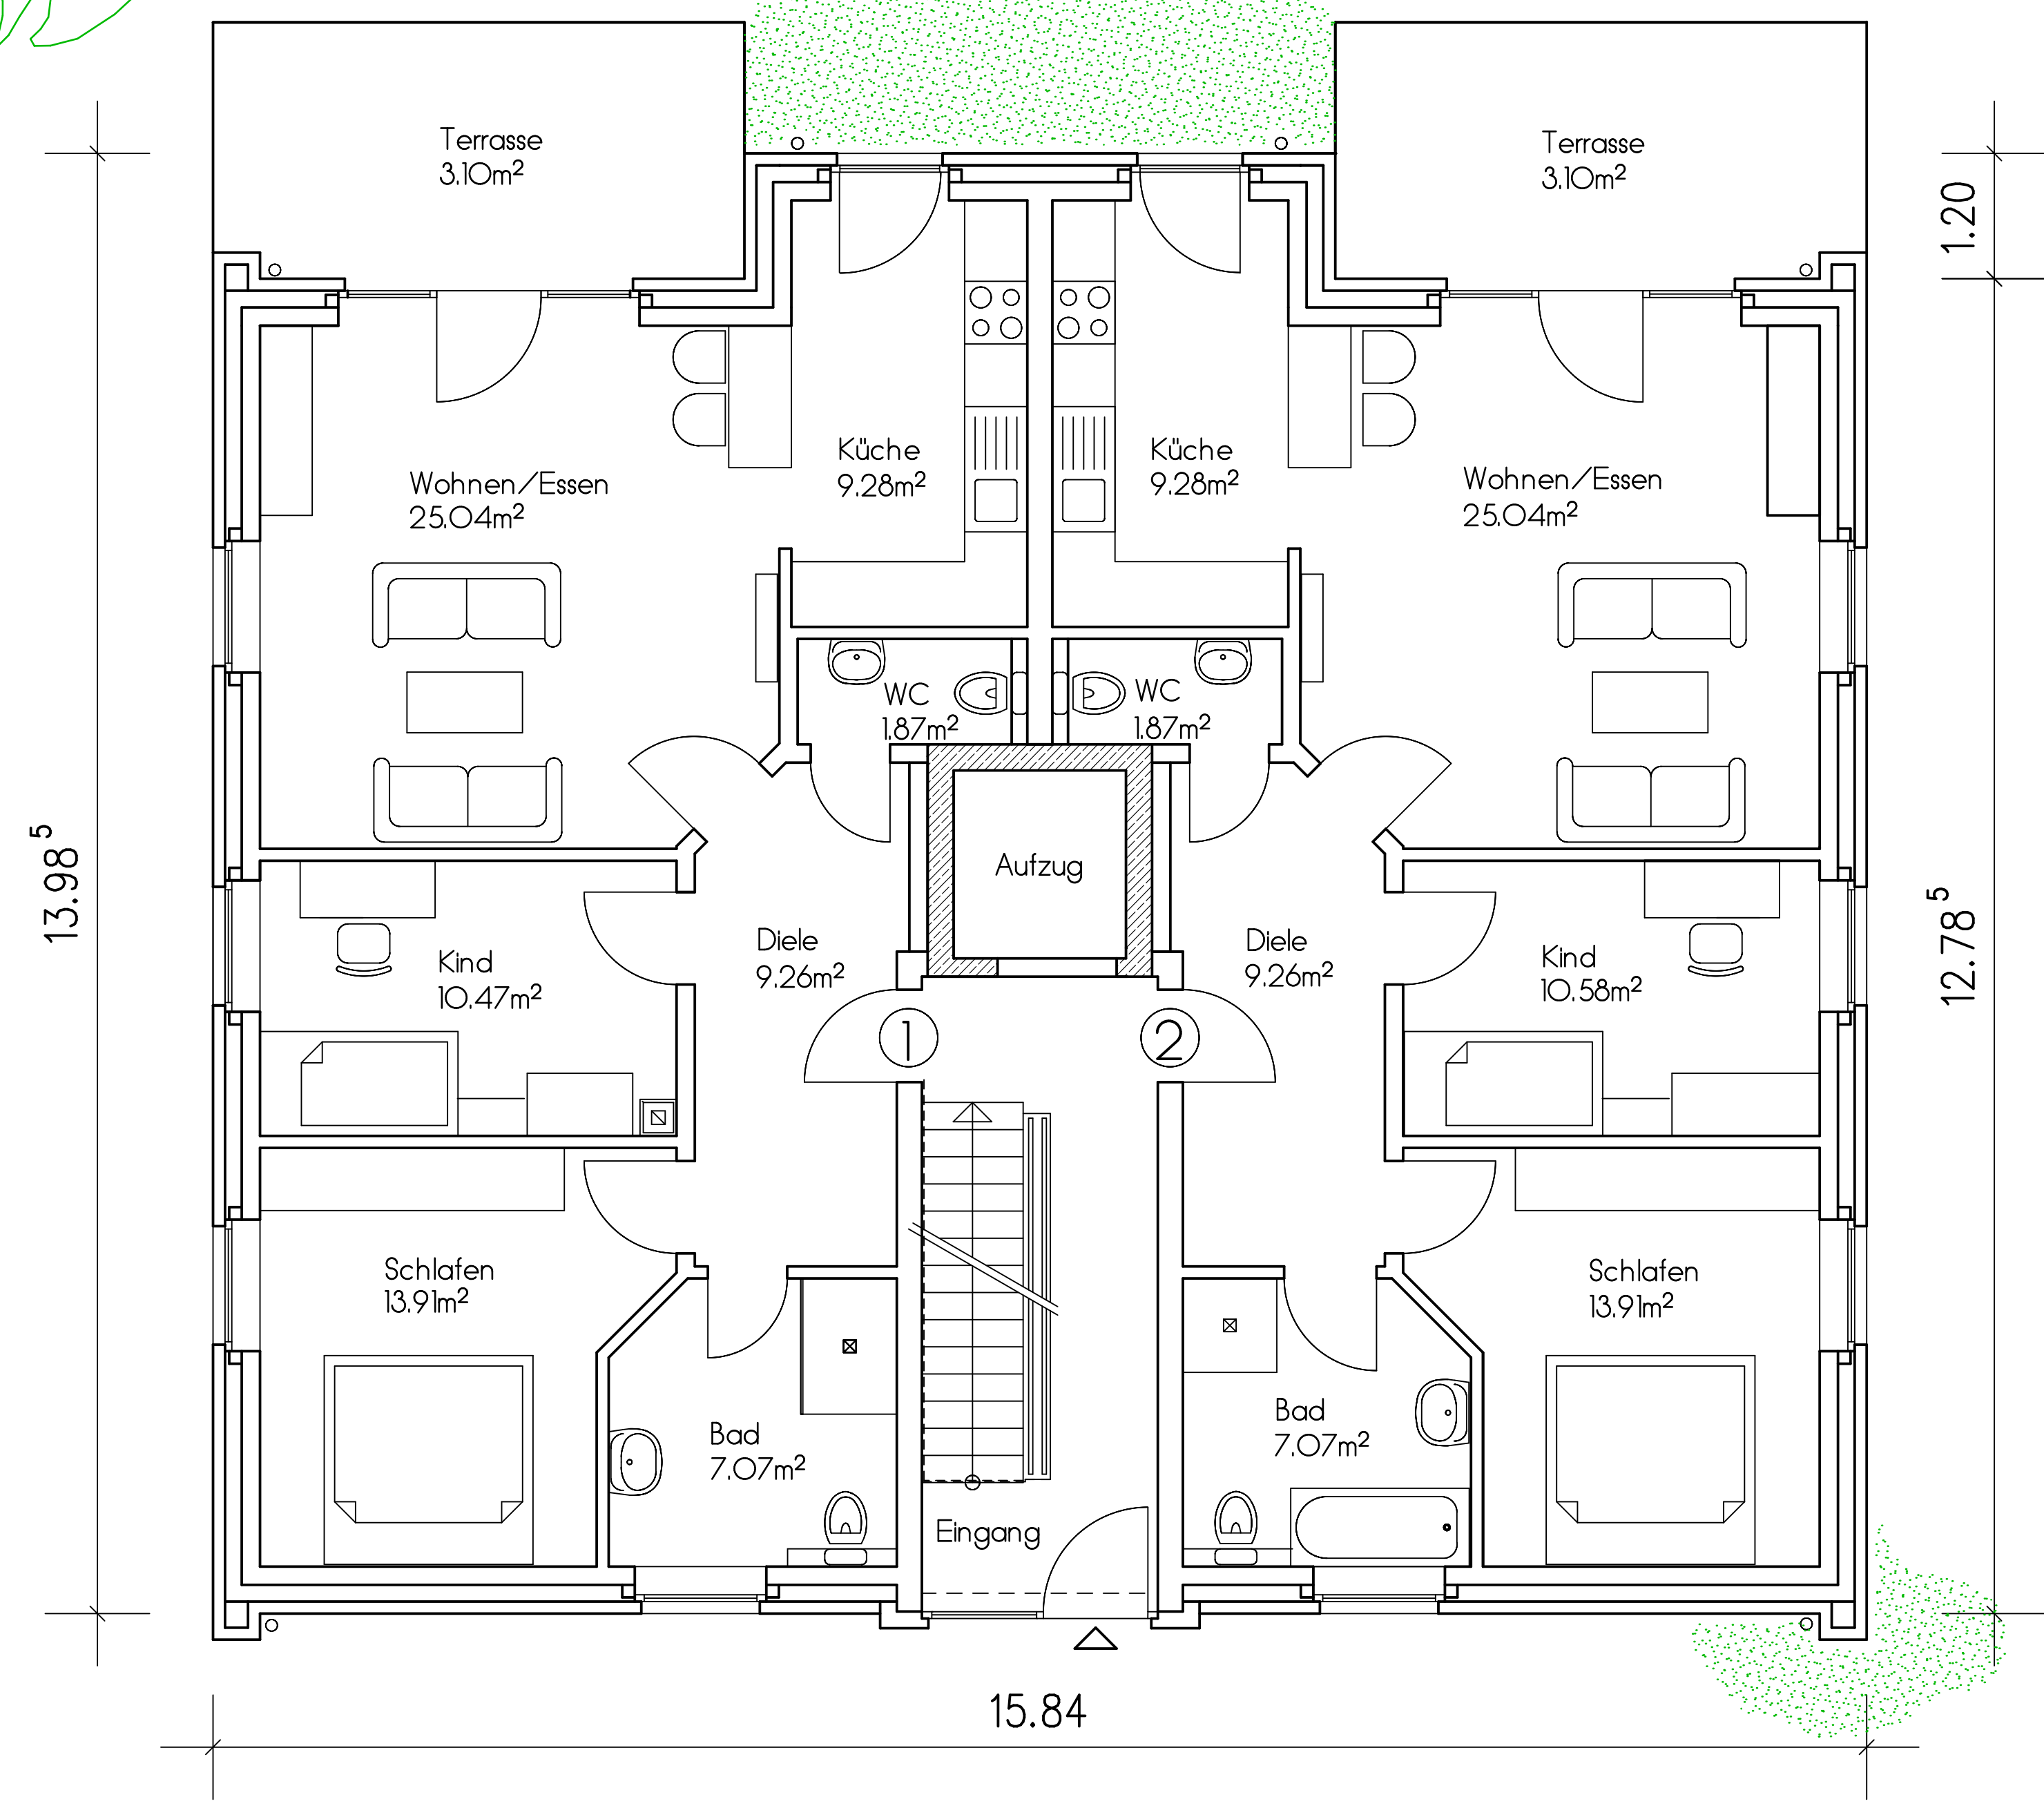 Terrasse
3.10m²
Terrasse
3.10m²
1.20
Küche
9.28m²
Küche
9.28m²
Wohnen/Essen
25.04m²
Wohnen/Essen
25.04m²
WC
1.87m²
WC
1.87m²
Aufzug
13.98⁵
12.78⁵
Diele
9.26m²
Diele
9.26m²
Kind
10.47m²
Kind
10.58m²
1
2
Schlafen
13.91m²
Schlafen
13.91m²
Bad
7.07m²
Bad
7.07m²
Eingang
15.84